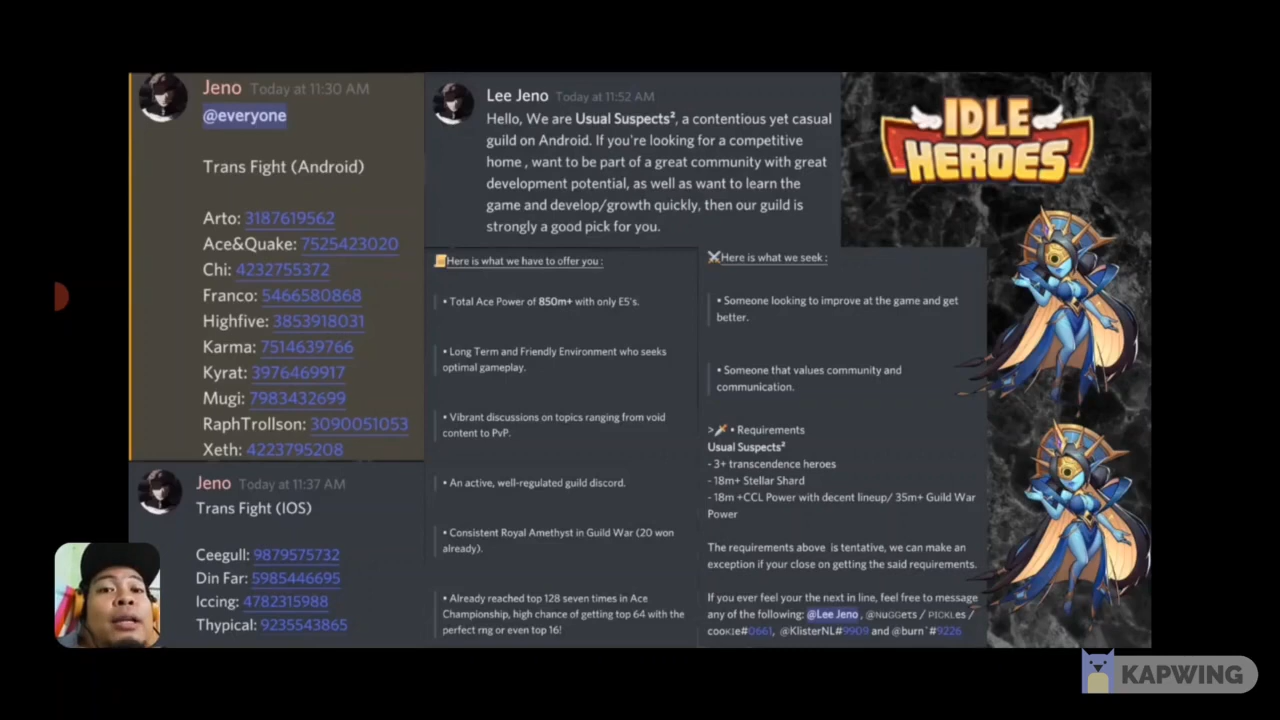 Jeno Today at 11:30 AM
@everyone
Trans Fight (Android)
Arto: 3187619562
Ace&Quake: 7525423020
Chi: 4232755372
Franco: 5466580868
Highfive: 3853918031
Karma: 7514639766
Kyrat: 3976469917
Mugi: 7983432699
RaphTrollson: 3090051053
Xeth: 4223795208
Jeno Today at 11:37 AM
Trans Fight (IOS)
Ceegull: 9879575732
Din Far: 5985446695
Iccing: 4782315988
Thypical: 9235543865
Lee Jeno Today at 11:52 AM
Hello, We are Usual Suspects², a contentious yet casual
guild on Android. If you're looking for a competitive
home , want to be part of a great community with great
development potential, as well as want to learn the
game and develop/growth quickly, then our guild is
strongly a good pick for you.
Here is what we have to offer you :
• Total Ace Power of 850m+ with only E5's.
• Long Term and Friendly Environment who seeks
optimal gameplay.
• Vibrant discussions on topics ranging from void
content to PvP.
• An active, well-regulated guild discord.
• Consistent Royal Amethyst in Guild War (20 won
already).
• Already reached top 128 seven times in Ace
Championship, high chance of getting top 64 with the
perfect rng or even top 16!
Here is what we seek :
• Someone looking to improve at the game and get
better.
• Someone that values community and
communication.
> • Requirements
Usual Suspects²
- 3+ transcendence heroes
- 18m+ Stellar Shard
- 18m +CCL Power with decent lineup/ 35m+ Guild War
Power
The requirements above is tentative, we can make an
exception if your close on getting the said requirements.
If you ever feel your the next in line, feel free to message
any of the following: @Lee Jeno , @ɴᴜGGᴇᴛs / ᴘɪᴄᴋʟᴇs /
ᴄooᴋɪe#0661, @KlisterNL#9909 and @burn`#9226
IDLE
HEROES
KAPWING